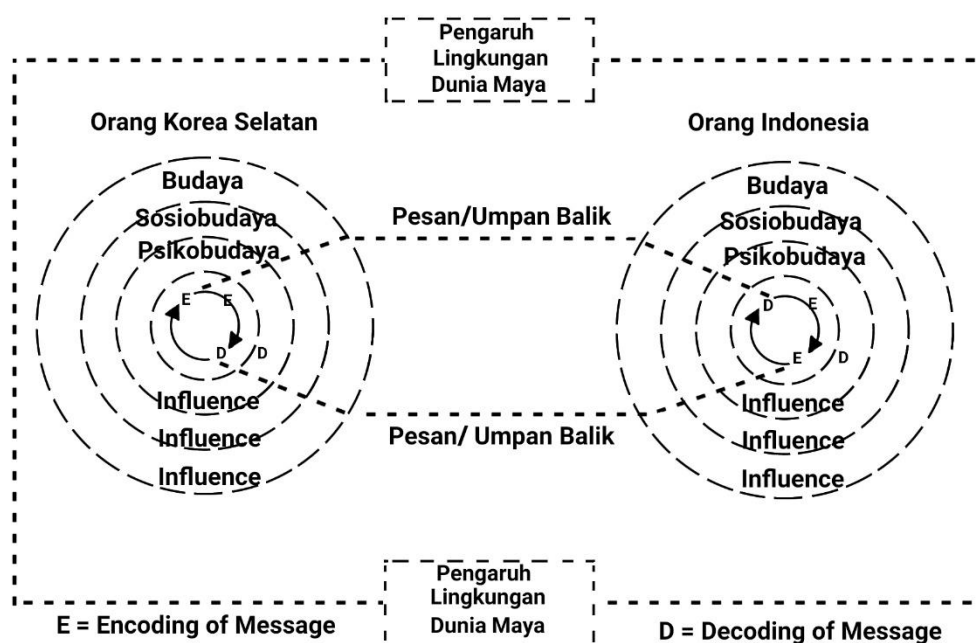 Pengaruh
Lingkungan
Dunia Maya
Orang Korea Selatan
Orang Indonesia
Budaya
Sosiobudaya
Psikobudaya
Budaya
Sosiobudaya
Psikobudaya
Pesan/Umpan Balik
E
E
D
D
D
E
E
D
Influence
Influence
Influence
Influence
Influence
Influence
Pesan/ Umpan Balik
Pengaruh
Lingkungan
Dunia Maya
E = Encoding of Message
D = Decoding of Message